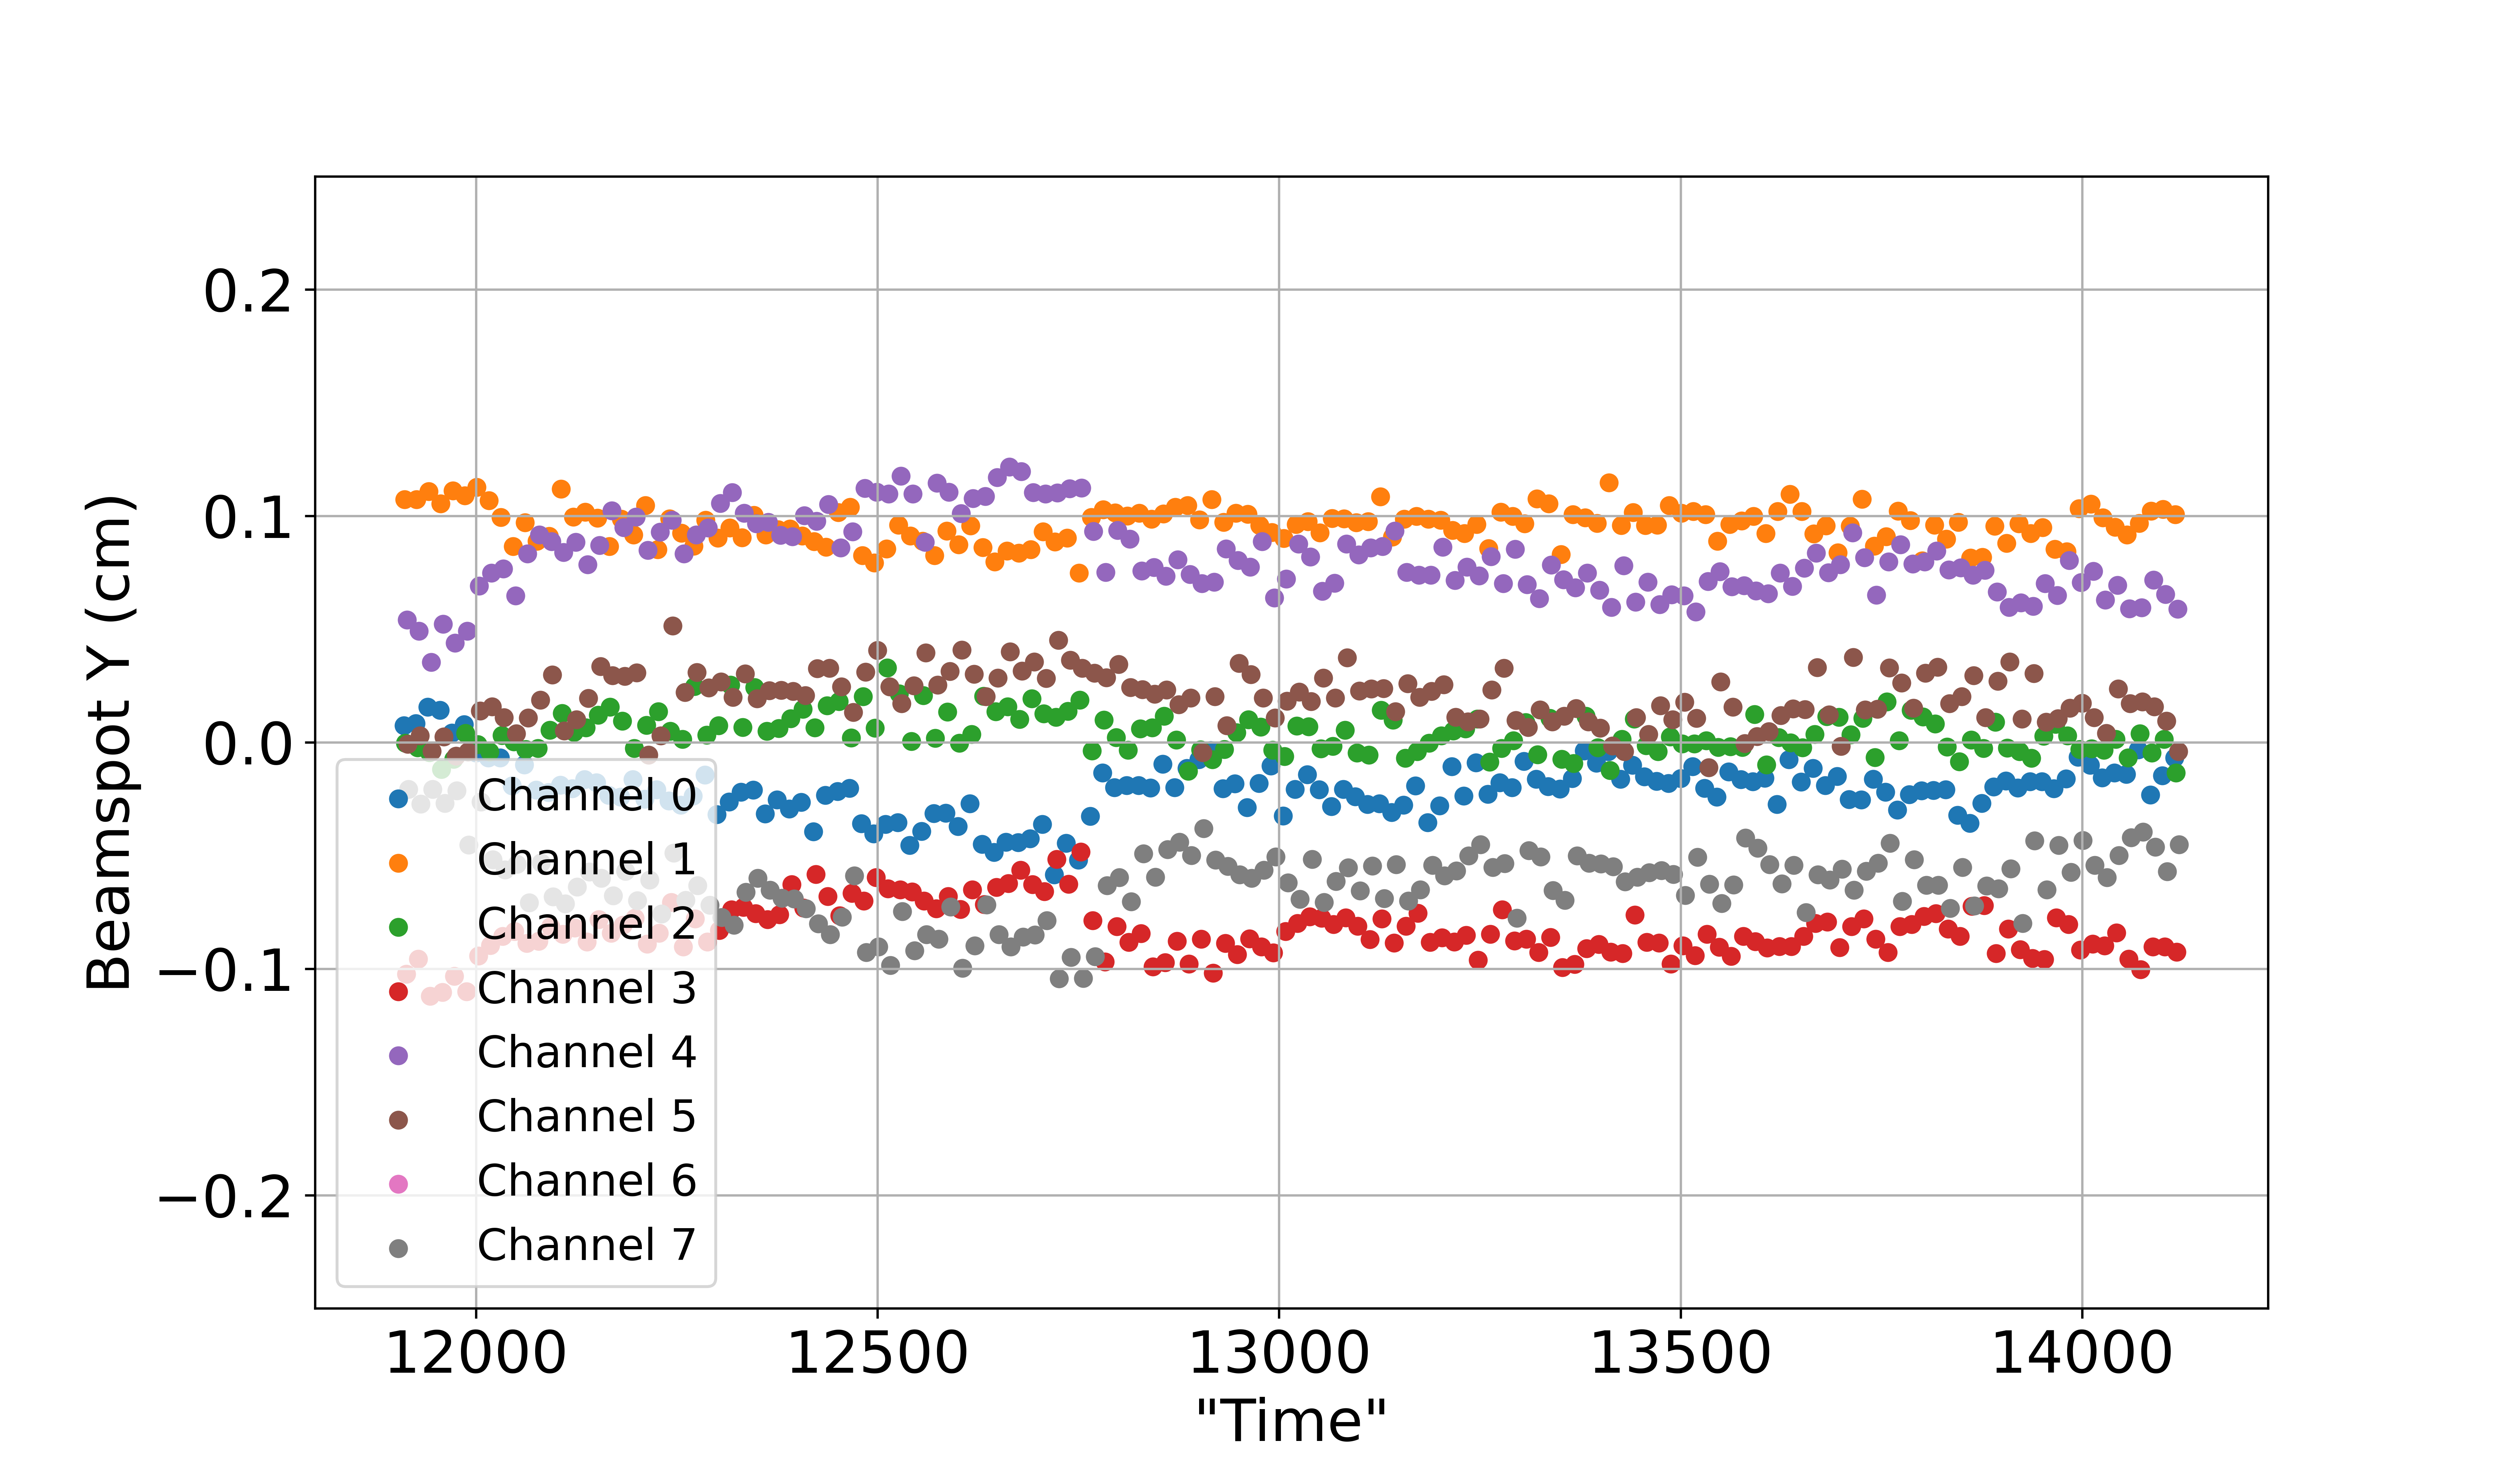 Beamspot Y (cm)
0.2
0.1
0.0
−0.1
−0.2
Channel 0
Channel 1
Channel 2
Channel 3
Channel 4
Channel 5
Channel 6
Channel 7
12000 12500 13000 13500 14000
"Time"